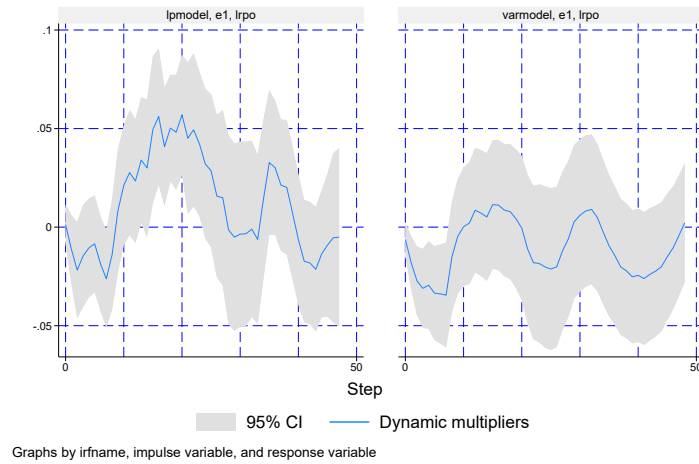 lpmodel, e1, lrpo
varmodel, e1, lrpo
.1
.05
0
-.05
0
50
0
50
Step
95% CI
Dynamic multipliers
Graphs by irfname, impulse variable, and response variable